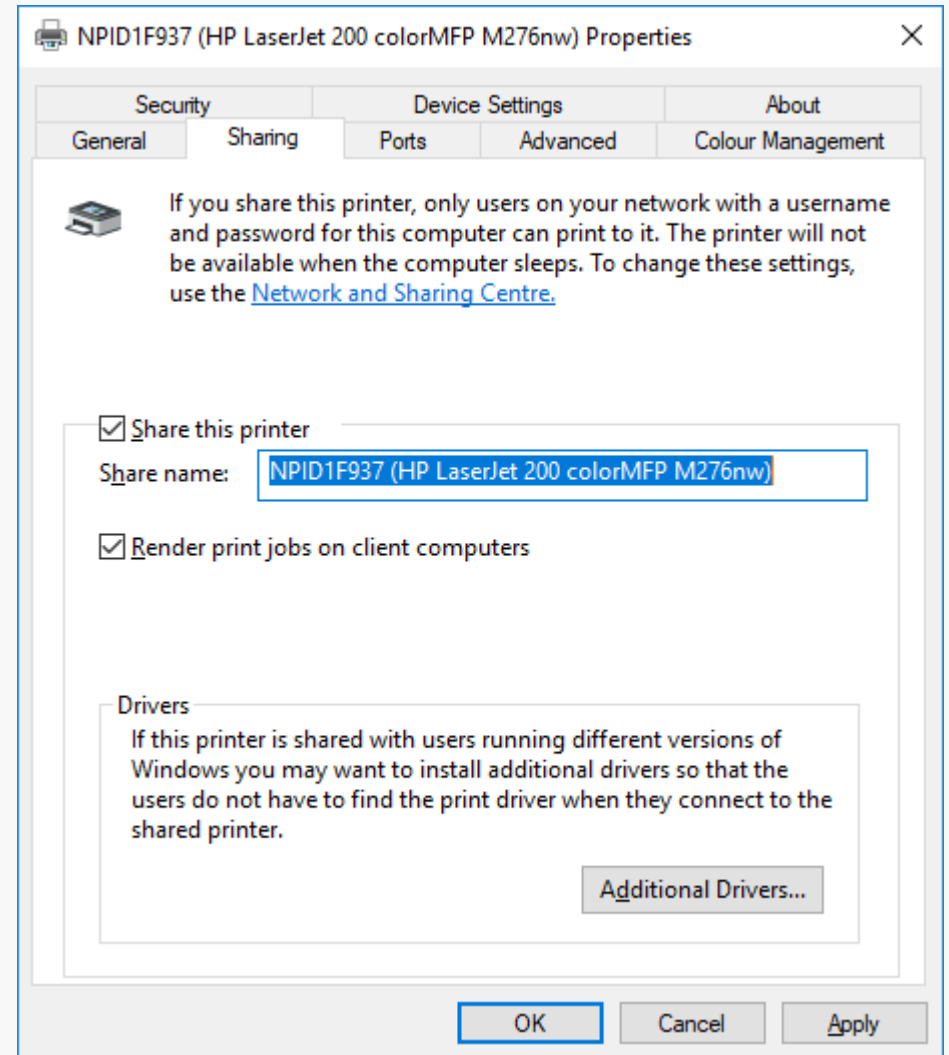 NPID1F937 (HP LaserJet 200 colorMFP M276nw) Properties
Security Device Settings About
General Sharing Ports Advanced Colour Management
If you share this printer, only users on your network with a username
and password for this computer can print to it. The printer will not
be available when the computer sleeps. To change these settings,
use the Network and Sharing Centre.
Share this printer
Share name: NPID1F937 (HP LaserJet 200 colorMFP M276nw)
Render print jobs on client computers
Drivers
If this printer is shared with users running different versions of
Windows you may want to install additional drivers so that the
users do not have to find the print driver when they connect to the
shared printer.
Additional Drivers...
OK Cancel Apply